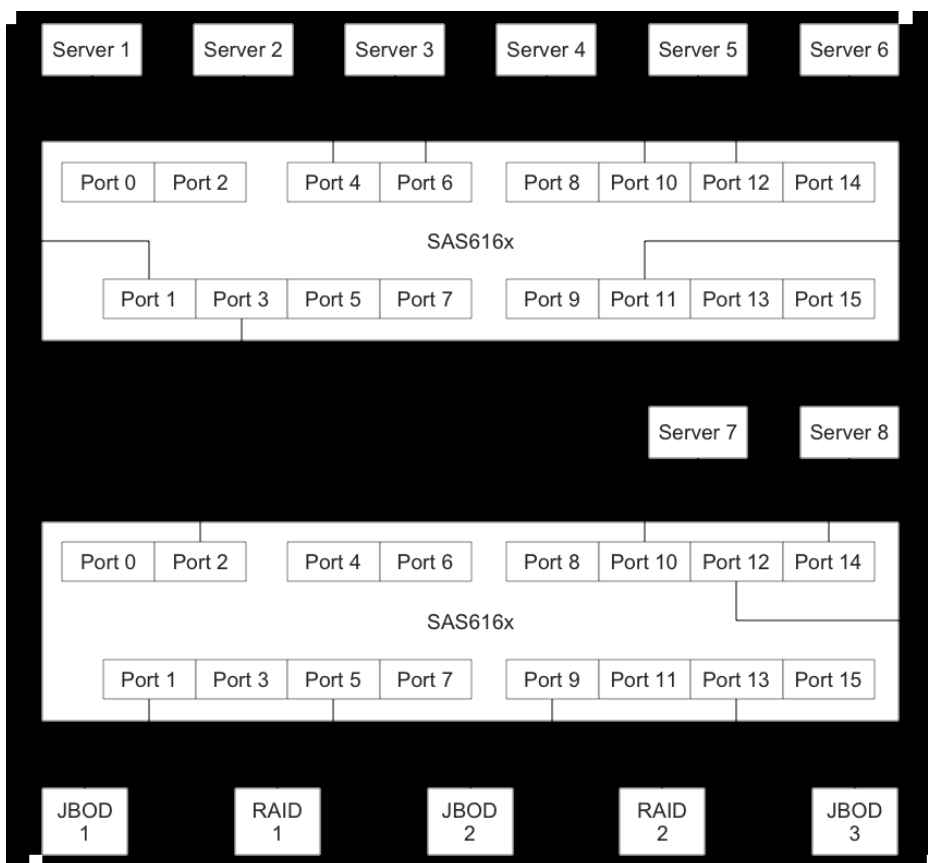 Server 1 Server 2 Server 3 Server 4 Server 5 Server 6
Port 0 Port 2 Port 4 Port 6 Port 8 Port 10 Port 12 Port 14
SAS616x
Port 1 Port 3 Port 5 Port 7 Port 9 Port 11 Port 13 Port 15
Server 7 Server 8
Port 0 Port 2 Port 4 Port 6 Port 8 Port 10 Port 12 Port 14
SAS616x
Port 1 Port 3 Port 5 Port 7 Port 9 Port 11 Port 13 Port 15
JBOD RAID JBOD RAID JBOD
1 1 2 2 3